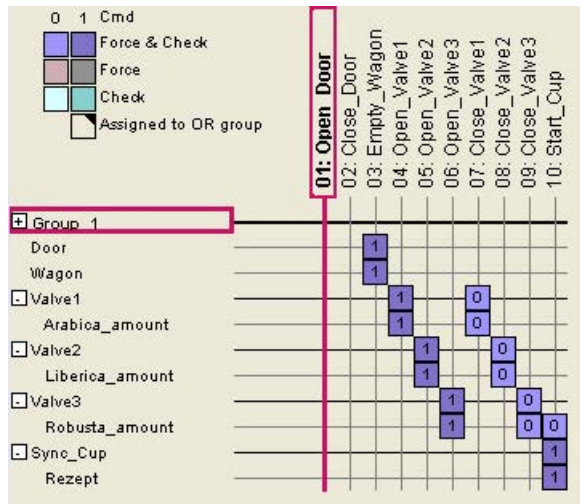 0 1 Cmd
Force & Check
Force
Check
Assigned to OR group
01: Open_Door
02: Close_Door
03: Empty_Wagon
04: Open_Valve1
05: Open_Valve2
06: Open_Valve3
07: Close_Valve1
08: Close_Valve2
09: Close_Valve3
10: Start_Cup
+ Group_1
Door 1
Wagon 1
- Valve1 1 0
Arabica_amount 1 0
- Valve2 1 0
Liberica_amount 1 0
- Valve3 1 0
Robusta_amount 1 0 0
- Sync_Cup 1
Rezept 1